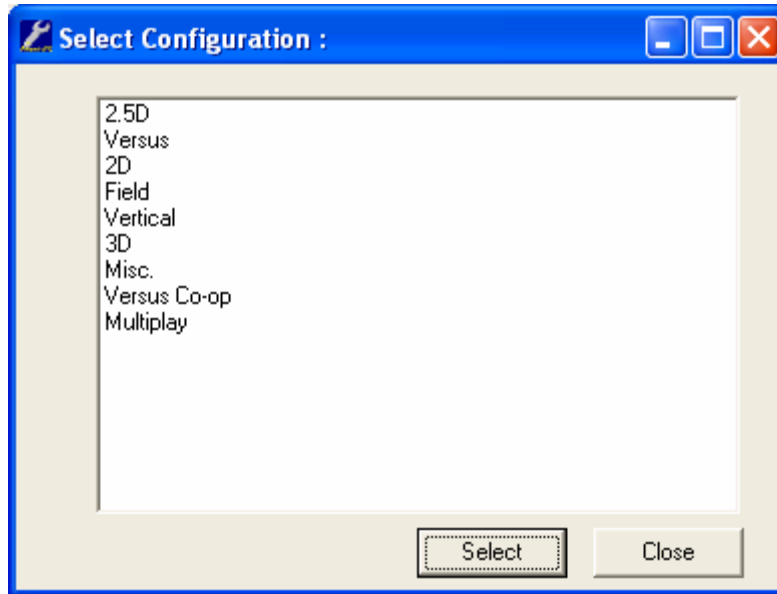 Select Configuration :
2.5D
Versus
2D
Field
Vertical
3D
Misc.
Versus Co-op
Multiplay
Select
Close